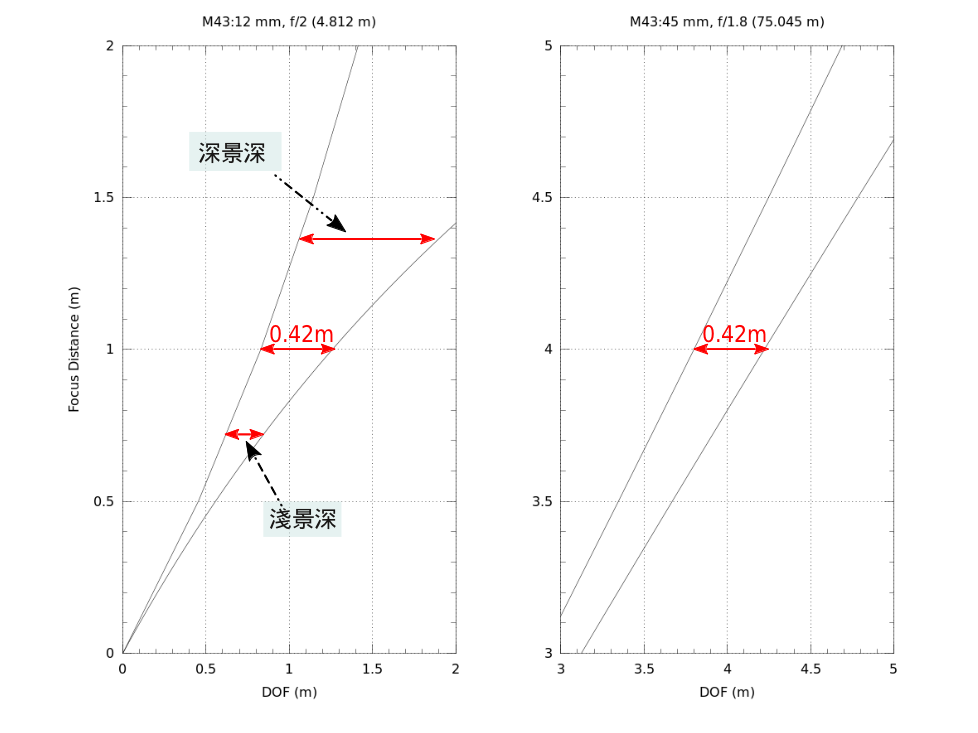 M43:12 mm, f/2 (4.812 m)
2
1.5
1
0.5
0
0
0.5
1
1.5
2
Focus Distance (m)
DOF (m)
深景深
0.42m
淺景深
M43:45 mm, f/1.8 (75.045 m)
5
4.5
4
3.5
3
3
3.5
4
4.5
5
DOF (m)
0.42m